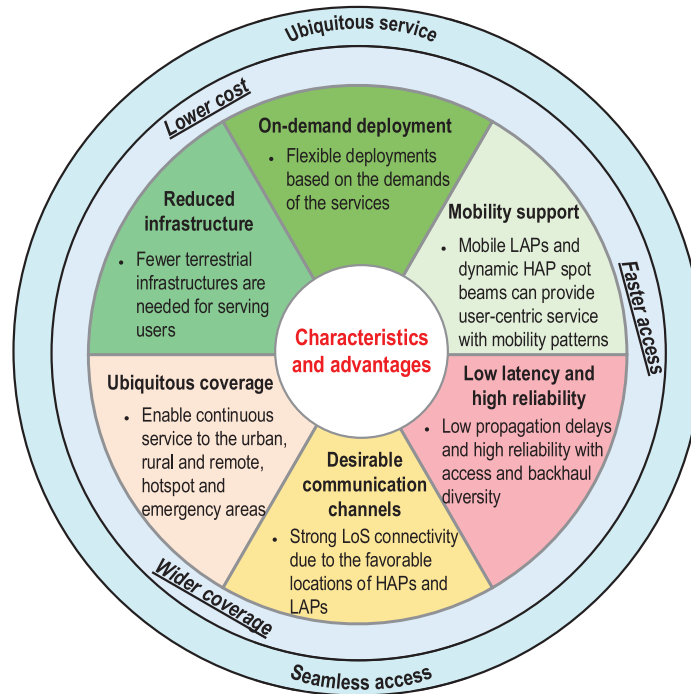 Ubiquitous service
Lower cost
On-demand deployment
• Flexible deployments
based on the demands
of the services
Mobility support
• Mobile LAPs and
dynamic HAP spot
beams can provide
user-centric service
with mobility patterns
Faster access
Low latency and
high reliability
• Low propagation delays
and high reliability with
access and backhaul
diversity
Desirable
communication
channels
• Strong LoS connectivity
due to the favorable
locations of HAPs and
LAPs
Ubiquitous coverage
• Enable continuous
service to the urban,
rural and remote,
hotspot and
emergency areas
Reduced
infrastructure
• Fewer terrestrial
infrastructures are
needed for serving
users
Characteristics
and advantages
Wider coverage
Seamless access